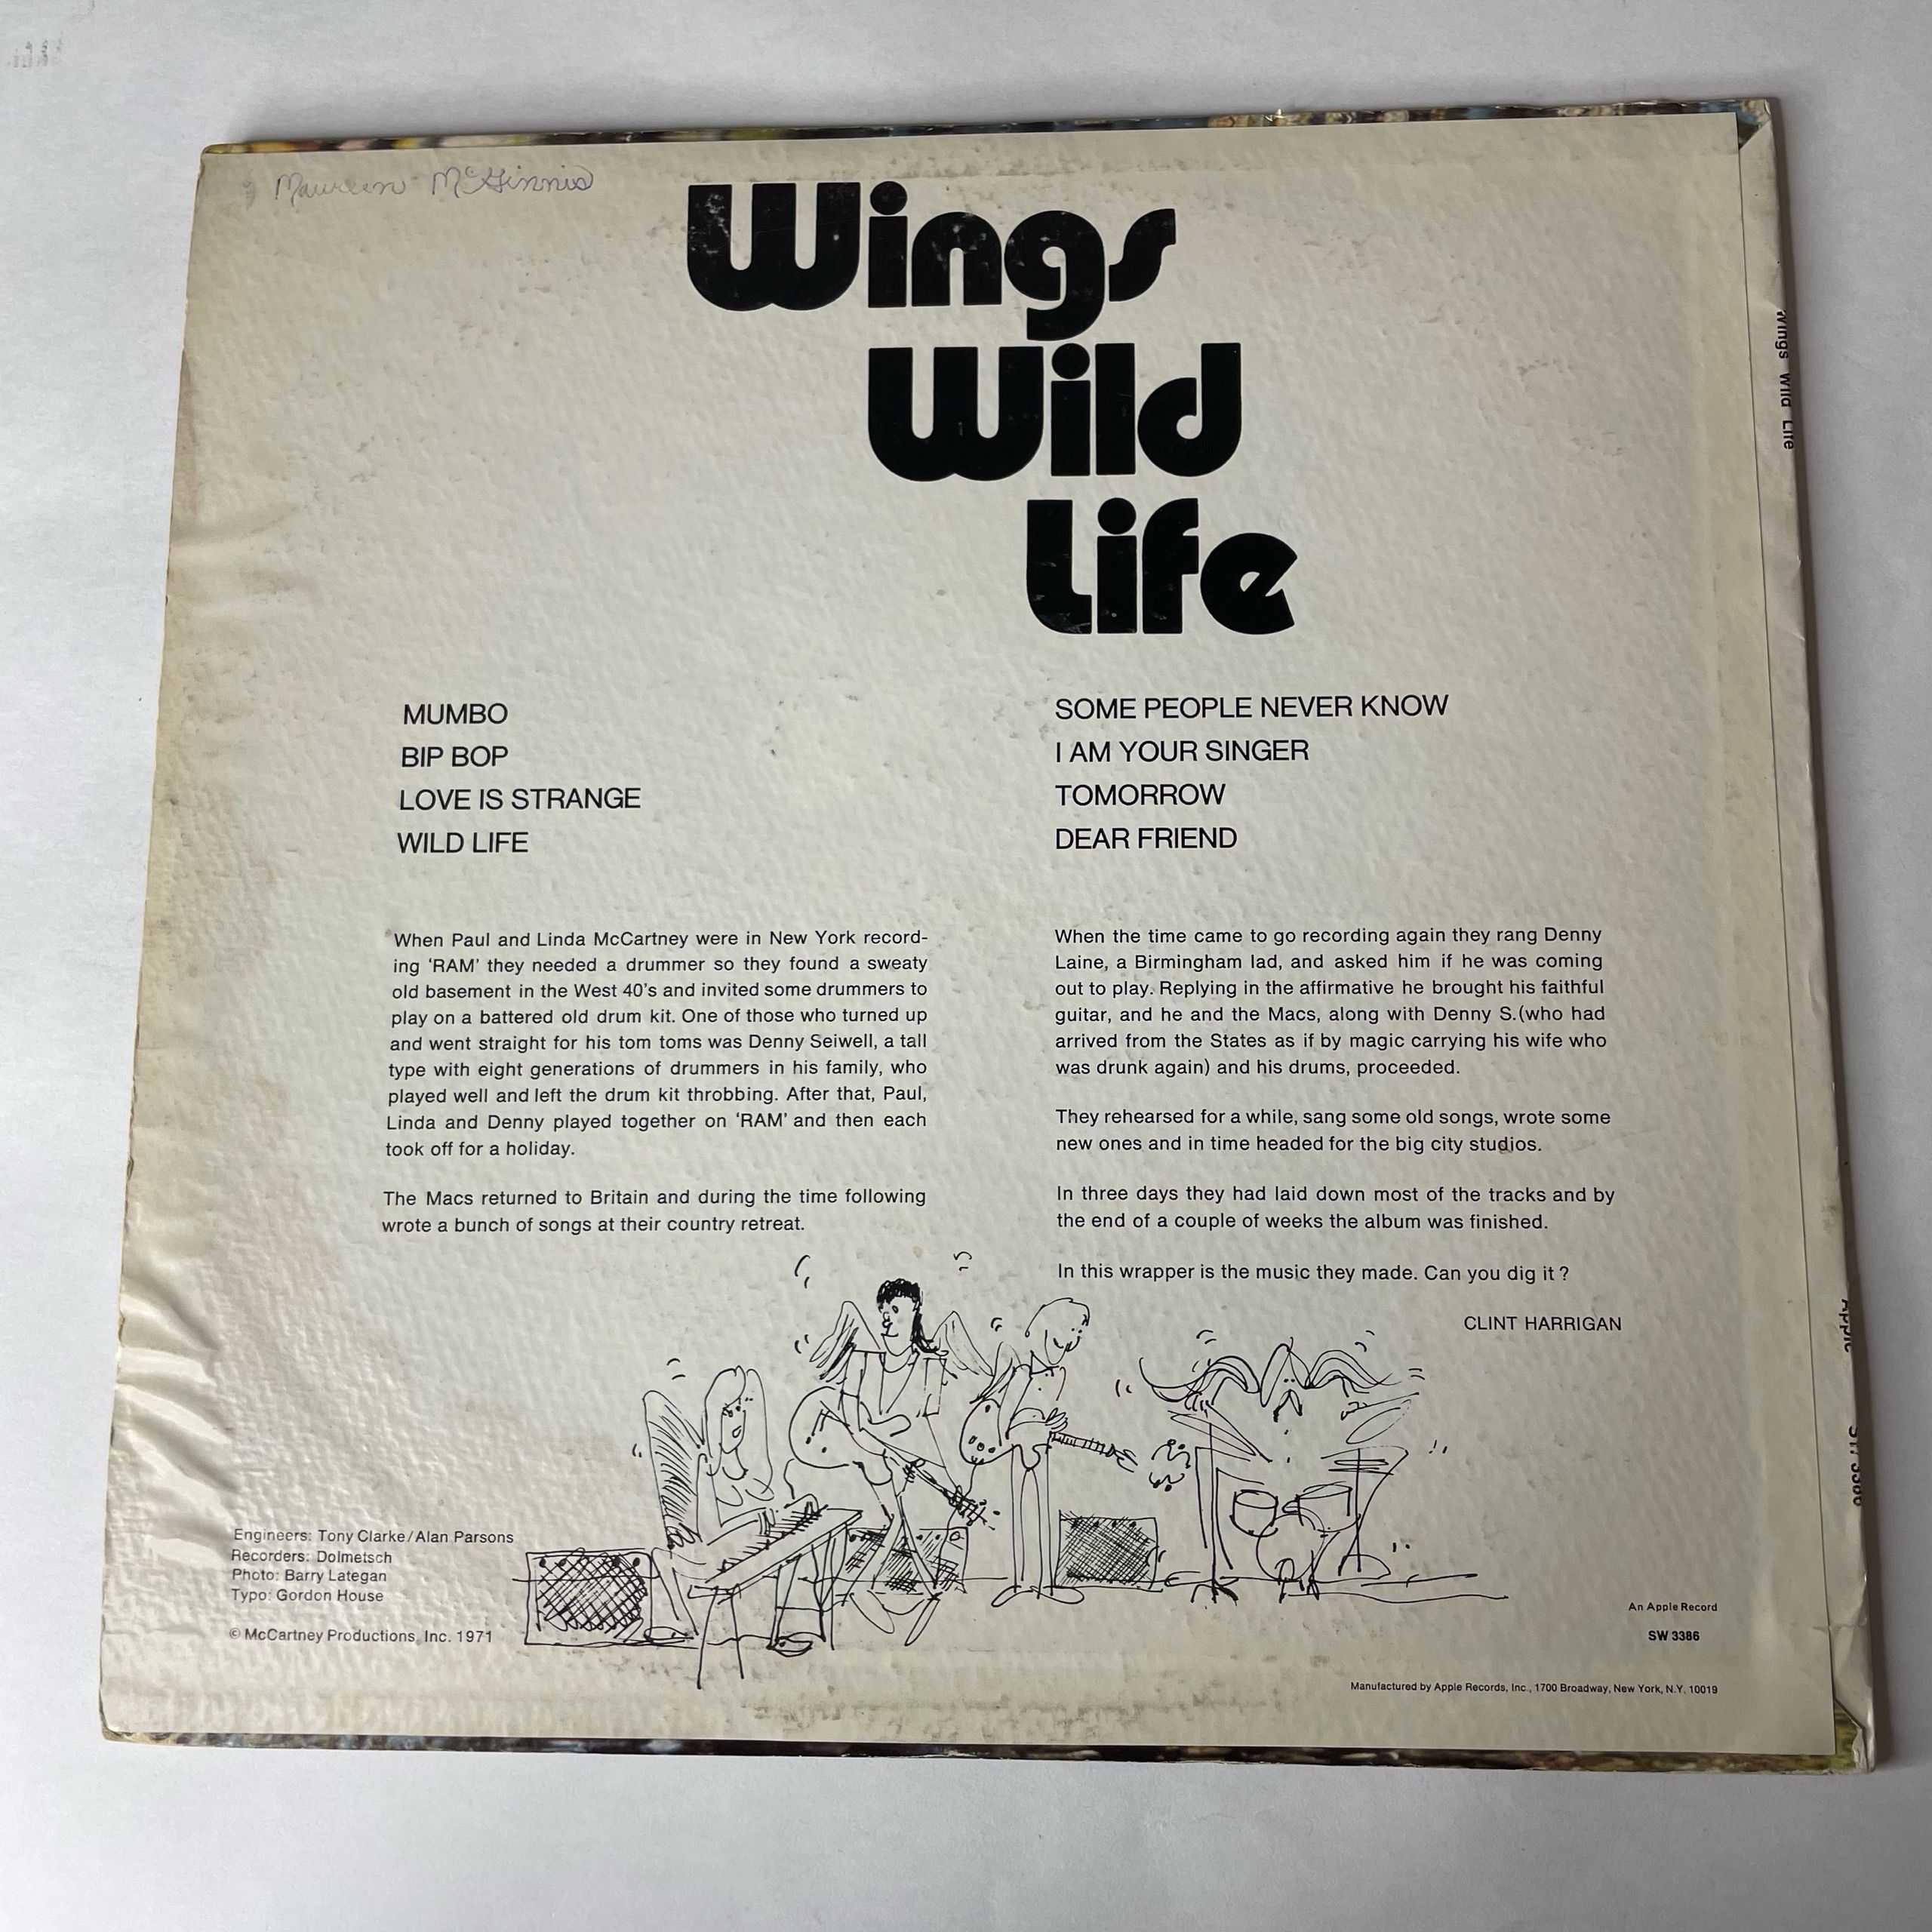 Maureen McGinnis
Wings
Wild
Life
MUMBO
BIP BOP
LOVE IS STRANGE
WILD LIFE
SOME PEOPLE NEVER KNOW
I AM YOUR SINGER
TOMORROW
DEAR FRIEND
When Paul and Linda McCartney were in New York record-
ing ‘RAM’ they needed a drummer so they found a sweaty
old basement in the West 40’s and invited some drummers to
play on a battered old drum kit. One of those who turned up
and went straight for his tom toms was Denny Seiwell, a tall
type with eight generations of drummers in his family, who
played well and left the drum kit throbbing. After that, Paul,
Linda and Denny played together on ‘RAM’ and then each
took off for a holiday.
The Macs returned to Britain and during the time following
wrote a bunch of songs at their country retreat.
When the time came to go recording again they rang Denny
Laine, a Birmingham lad, and asked him if he was coming
out to play. Replying in the affirmative he brought his faithful
guitar, and he and the Macs, along with Denny S.(who had
arrived from the States as if by magic carrying his wife who
was drunk again) and his drums, proceeded.
They rehearsed for a while, sang some old songs, wrote some
new ones and in time headed for the big city studios.
In three days they had laid down most of the tracks and by
the end of a couple of weeks the album was finished.
In this wrapper is the music they made. Can you dig it?
CLINT HARRIGAN
Engineers: Tony Clarke/Alan Parsons
Recorders: Dolmetsch
Photo: Barry Lategan
Typo: Gordon House
© McCartney Productions, Inc. 1971
An Apple Record
SW 3386
Manufactured by Apple Records, Inc., 1700 Broadway, New York, N.Y. 10019
Wings Wild Life
Apple
SW 3386